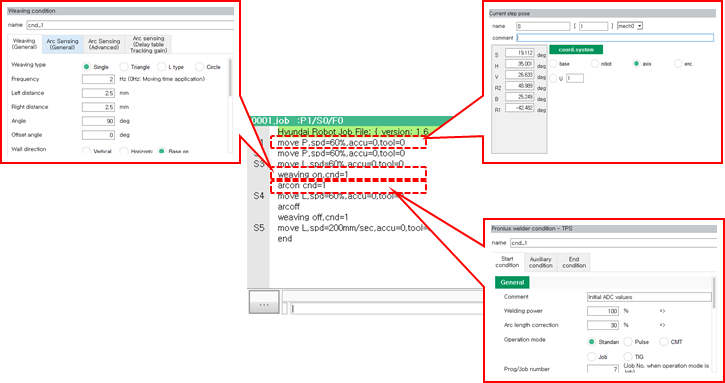 Weaving condition
name cnd_1
Weaving (General) Arc Sensing (General) Arc Sensing (Advanced) Arc sensing (Delay table Tracking gain)
Weaving type Single Triangle L type Circle
Frequency 2 Hz (0Hz: Moving time application)
Left distance 2.5 mm
Right distance 2.5 mm
Angle 90 deg
Offset angle 0 deg
Wall direction Vertical Horizontal Base on
Current step pose
name S [ 1 ] mech0
comment
coord.system
S 19.112 deg
H 35.001 deg
V 26.633 deg
R2 48.989 deg
B 25.249 deg
R1 -42.482 deg
base robot axis enc.
U 1
0001.job :P1/S0/F0
Hyundai Robot Job File; { version: 1.6,
move P,spd=60%,accu=0,tool=0
move P,spd=60%,accu=0,tool=0
S3 move L,spd=60%,accu=0,tool=0
weaving on,cnd=1
arcon cnd=1
S4 move L,spd=60%,accu=0,tool=
arcoff
weaving off,cnd=1
S5 move L,spd=200mm/sec,accu=0,tool=
end
...
Fronius welder condition - TPS
name cnd_1
Start condition Auxiliary condition End condition
General
Comment Initial ADC values
Welding power 100 % <>
Arc length correction 30 % <>
Operation mode Standar Pulse CMT
Job TIG
Prog/Job number 7 (Job No. when operation mode is Job)